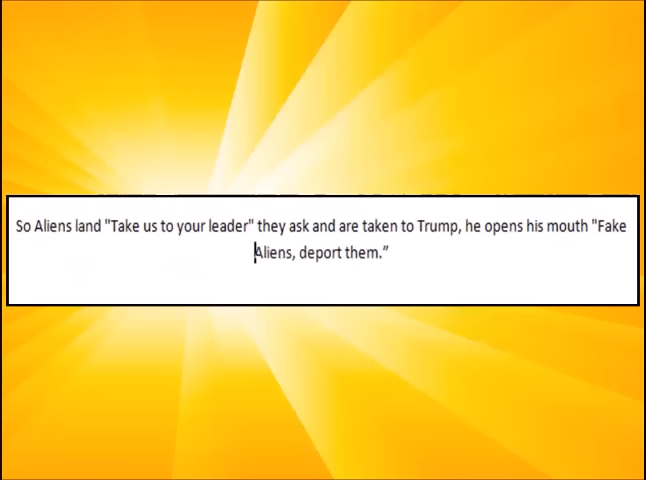 So Aliens land "Take us to your leader" they ask and are taken to Trump, he opens his mouth "Fake
Aliens, deport them.”